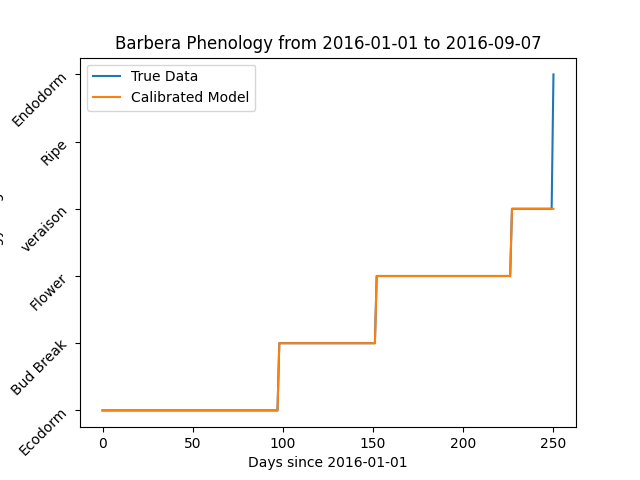 Barbera Phenology from 2016-01-01 to 2016-09-07
True Data
Calibrated Model
Endodorm
Ripe
veraison
Flower
Bud Break
Ecodorm
0 50 100 150 200 250
Days since 2016-01-01